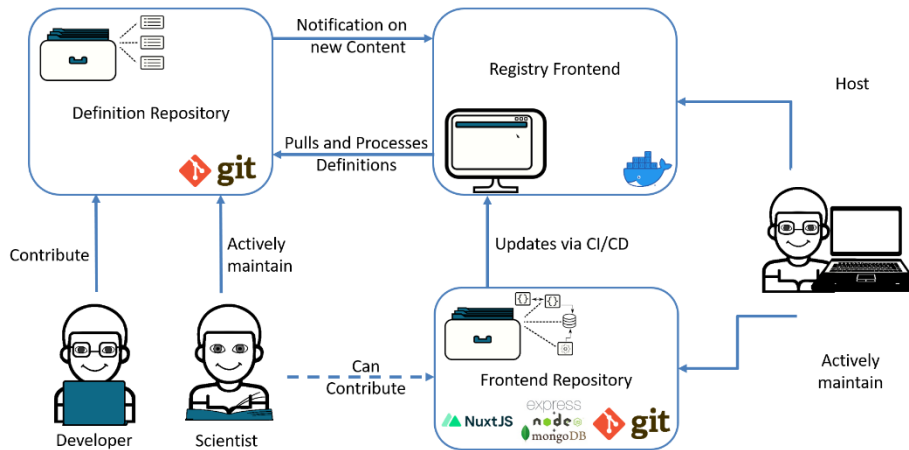 Notification on
new Content
Registry Frontend
Host
Definition Repository
git
Pulls and Processes
Definitions
Contribute
Actively
maintain
Updates via CI/CD
Can
Contribute
Frontend Repository
Actively
maintain
express
NuxtJS
node
mongoDB
git
Developer
Scientist